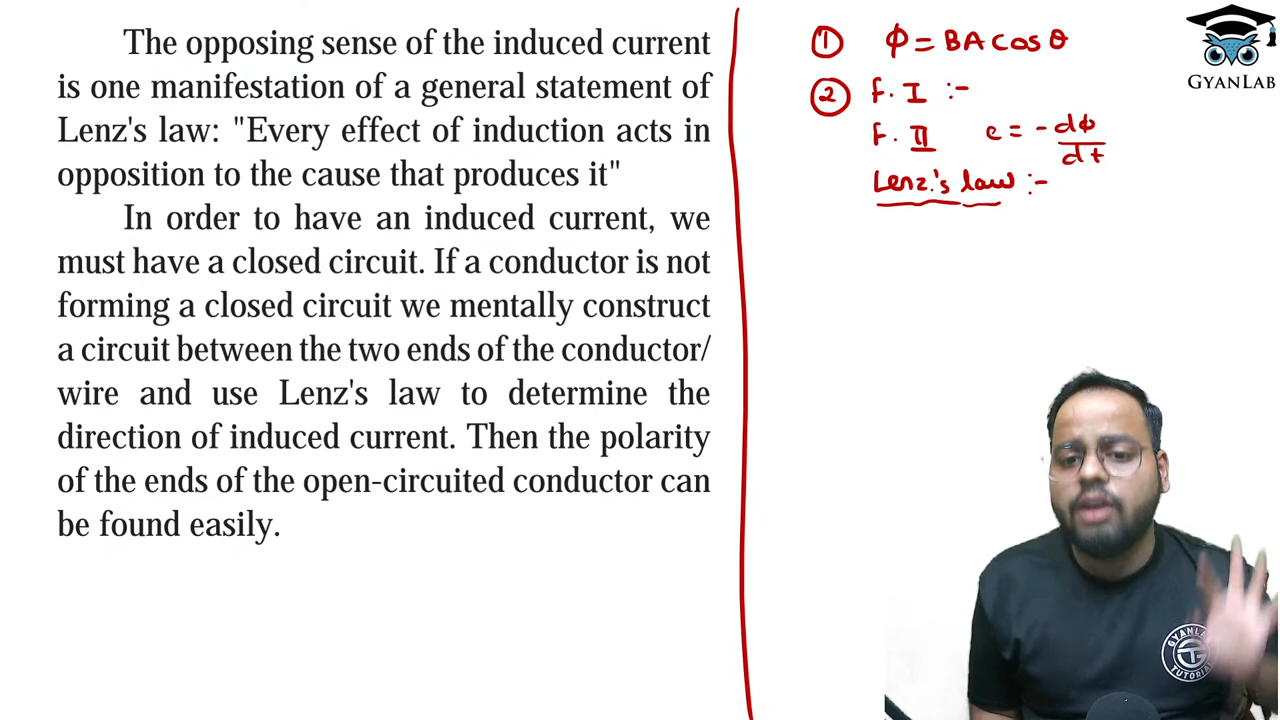 The opposing sense of the induced current
is one manifestation of a general statement of
Lenz's law: "Every effect of induction acts in
opposition to the cause that produces it"
In order to have an induced current, we
must have a closed circuit. If a conductor is not
forming a closed circuit we mentally construct
a circuit between the two ends of the conductor/
wire and use Lenz's law to determine the
direction of induced current. Then the polarity
of the ends of the open-circuited conductor can
be found easily.
① ϕ = BA cos θ
② F. I :-
F. II e = -dϕ/dt
Lenz's law :-
GYANLAB
GYANLAB
TUTORIAL